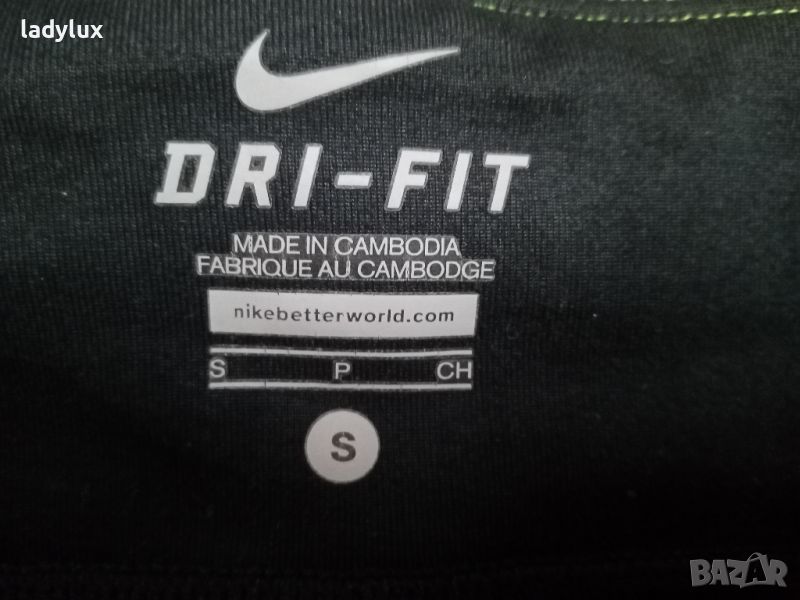 ladylux
DRI-FIT
MADE IN CAMBODIA
FABRIQUE AU CAMBODGE
nikebetterworld.com
S P CH
S
BAZAR